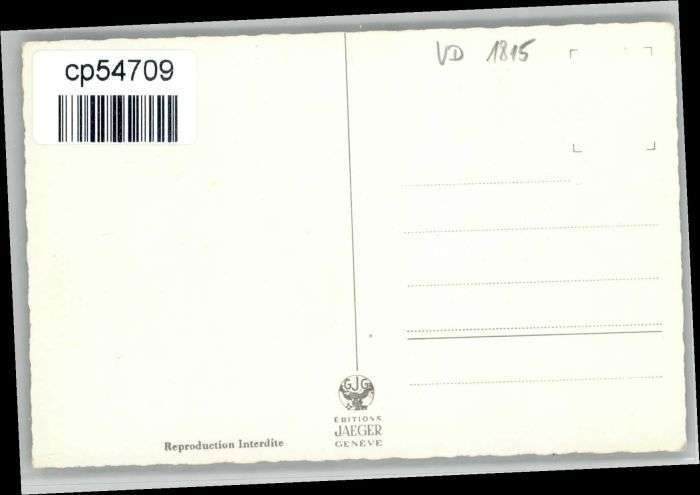 cp54709
VD 1815
GJG
EDITIONS
JAEGER
GENÈVE
Reproduction Interdite